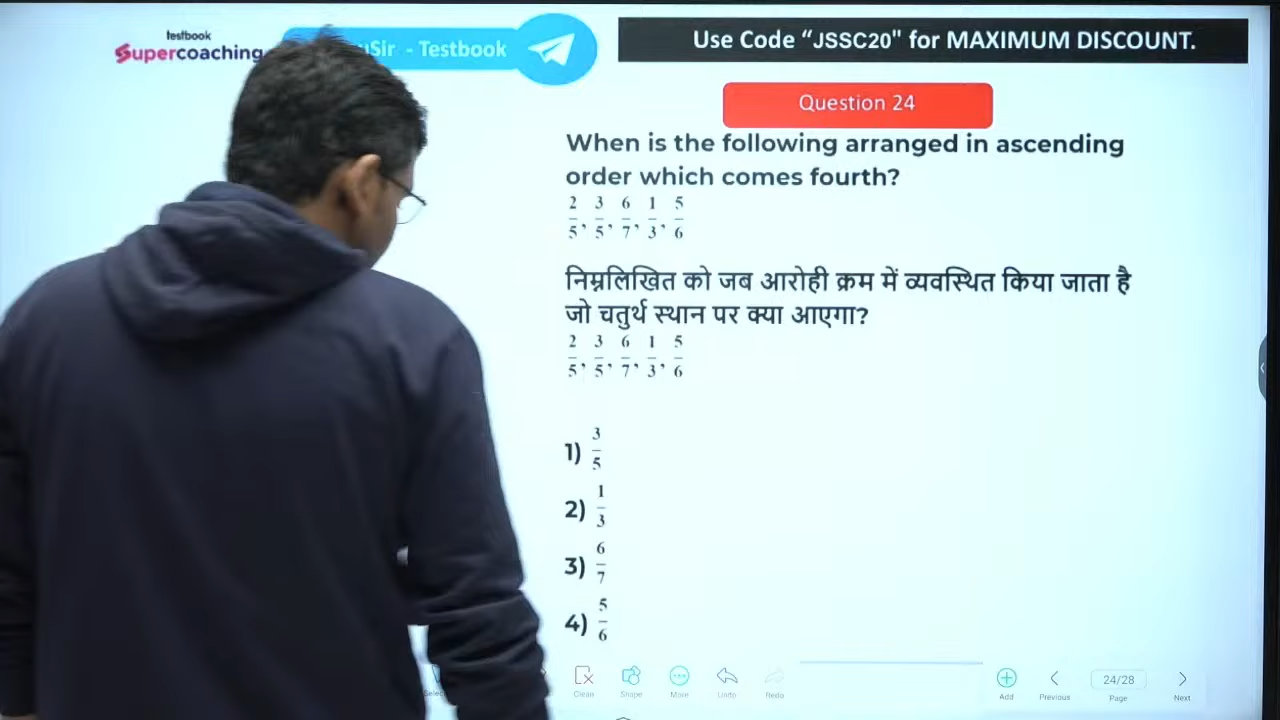 testbook
Supercoaching
uSir - Testbook
Use Code “JSSC20" for MAXIMUM DISCOUNT.
Question 24
When is the following arranged in ascending
order which comes fourth?
2/5, 3/5, 6/7, 1/3, 5/6
निम्नलिखित को जब आरोही क्रम में व्यवस्थित किया जाता है
जो चतुर्थ स्थान पर क्या आएगा?
2/5, 3/5, 6/7, 1/3, 5/6
1) 3/5
2) 1/3
3) 6/7
4) 5/6
Clean Shape More Undo Redo Add Previous 24/28 Page Next